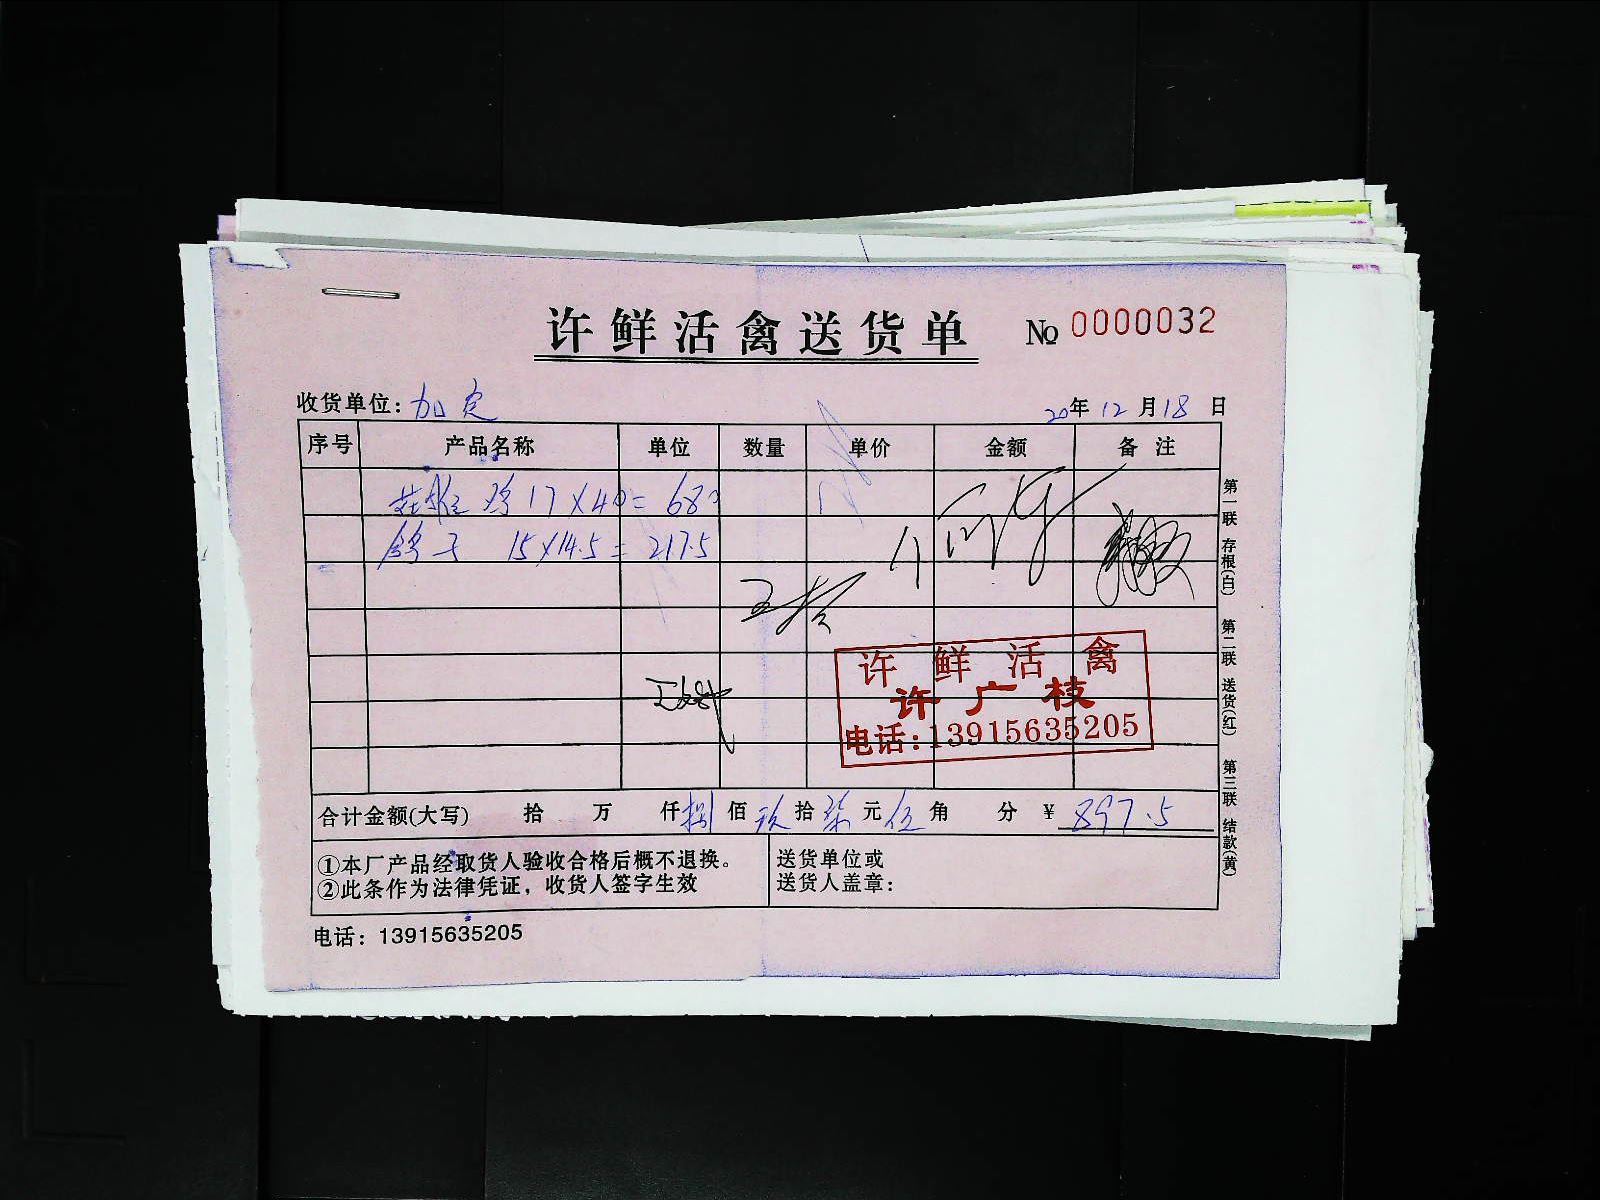 许鲜活禽送货单 No 0000032
收货单位：加定 20年12月18日
序号 产品名称 单位 数量 单价 金额 备注
鸡 17×40=680
鸽子 15×14.5=217.5
许鲜活禽
许广枝
电话:13915635205
合计金额(大写) 拾 万 仟捌佰玖拾柒元伍角 分 ¥897.5
①本厂产品经取货人验收合格后概不退换。
②此条作为法律凭证，收货人签字生效
送货单位或
送货人盖章：
电话：13915635205
第一联 存根(白) 第二联 送货(红) 第三联 结款(黄)